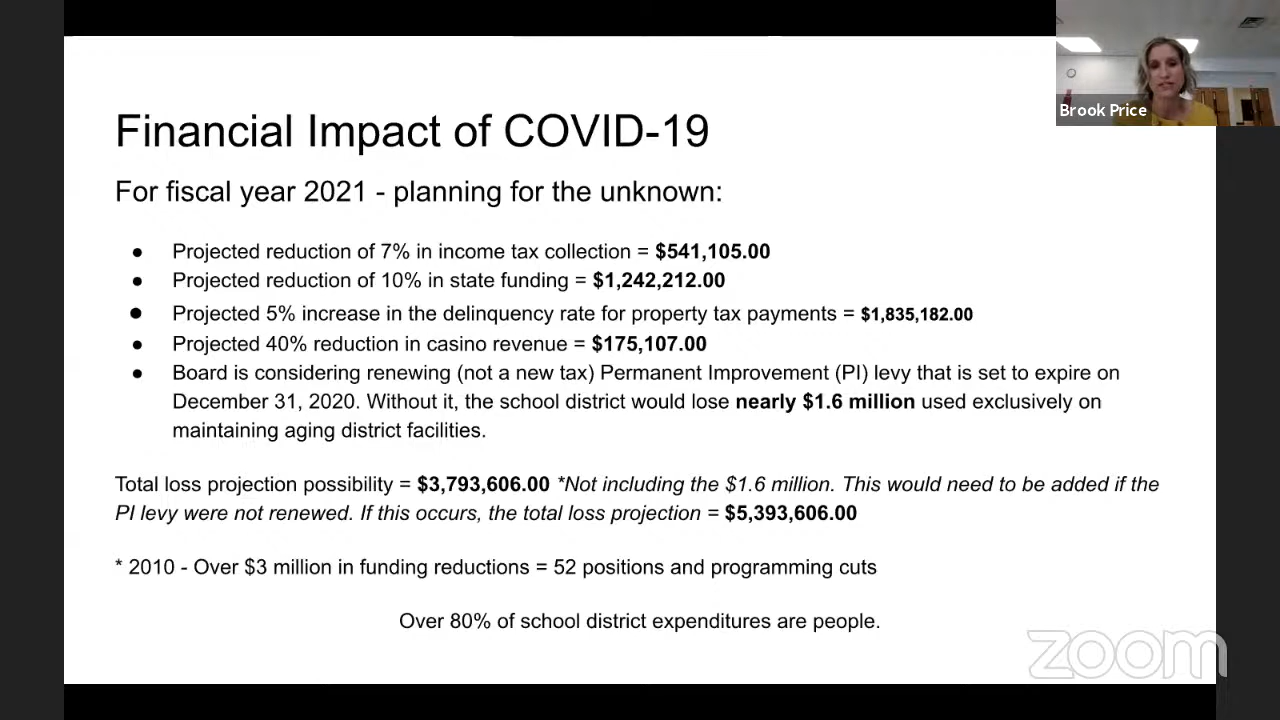 Brook Price
Financial Impact of COVID-19
For fiscal year 2021 - planning for the unknown:
● Projected reduction of 7% in income tax collection = $541,105.00
● Projected reduction of 10% in state funding = $1,242,212.00
● Projected 5% increase in the delinquency rate for property tax payments = $1,835,182.00
● Projected 40% reduction in casino revenue = $175,107.00
● Board is considering renewing (not a new tax) Permanent Improvement (PI) levy that is set to expire on
December 31, 2020. Without it, the school district would lose nearly $1.6 million used exclusively on
maintaining aging district facilities.
Total loss projection possibility = $3,793,606.00 *Not including the $1.6 million. This would need to be added if the
PI levy were not renewed. If this occurs, the total loss projection = $5,393,606.00
* 2010 - Over $3 million in funding reductions = 52 positions and programming cuts
Over 80% of school district expenditures are people.
zoom